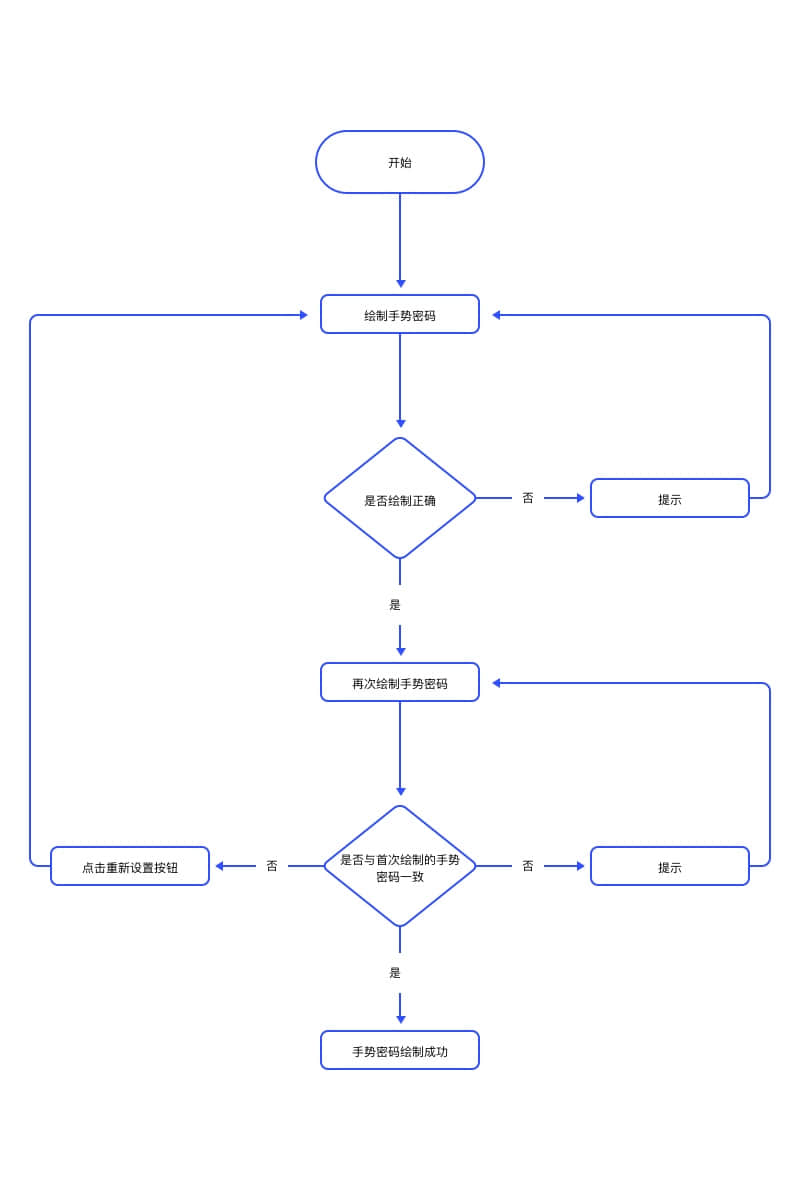 开始
绘制手势密码
是否绘制正确
否
提示
是
再次绘制手势密码
点击重新设置按钮
否
是否与首次绘制的手势
密码一致
否
提示
是
手势密码绘制成功